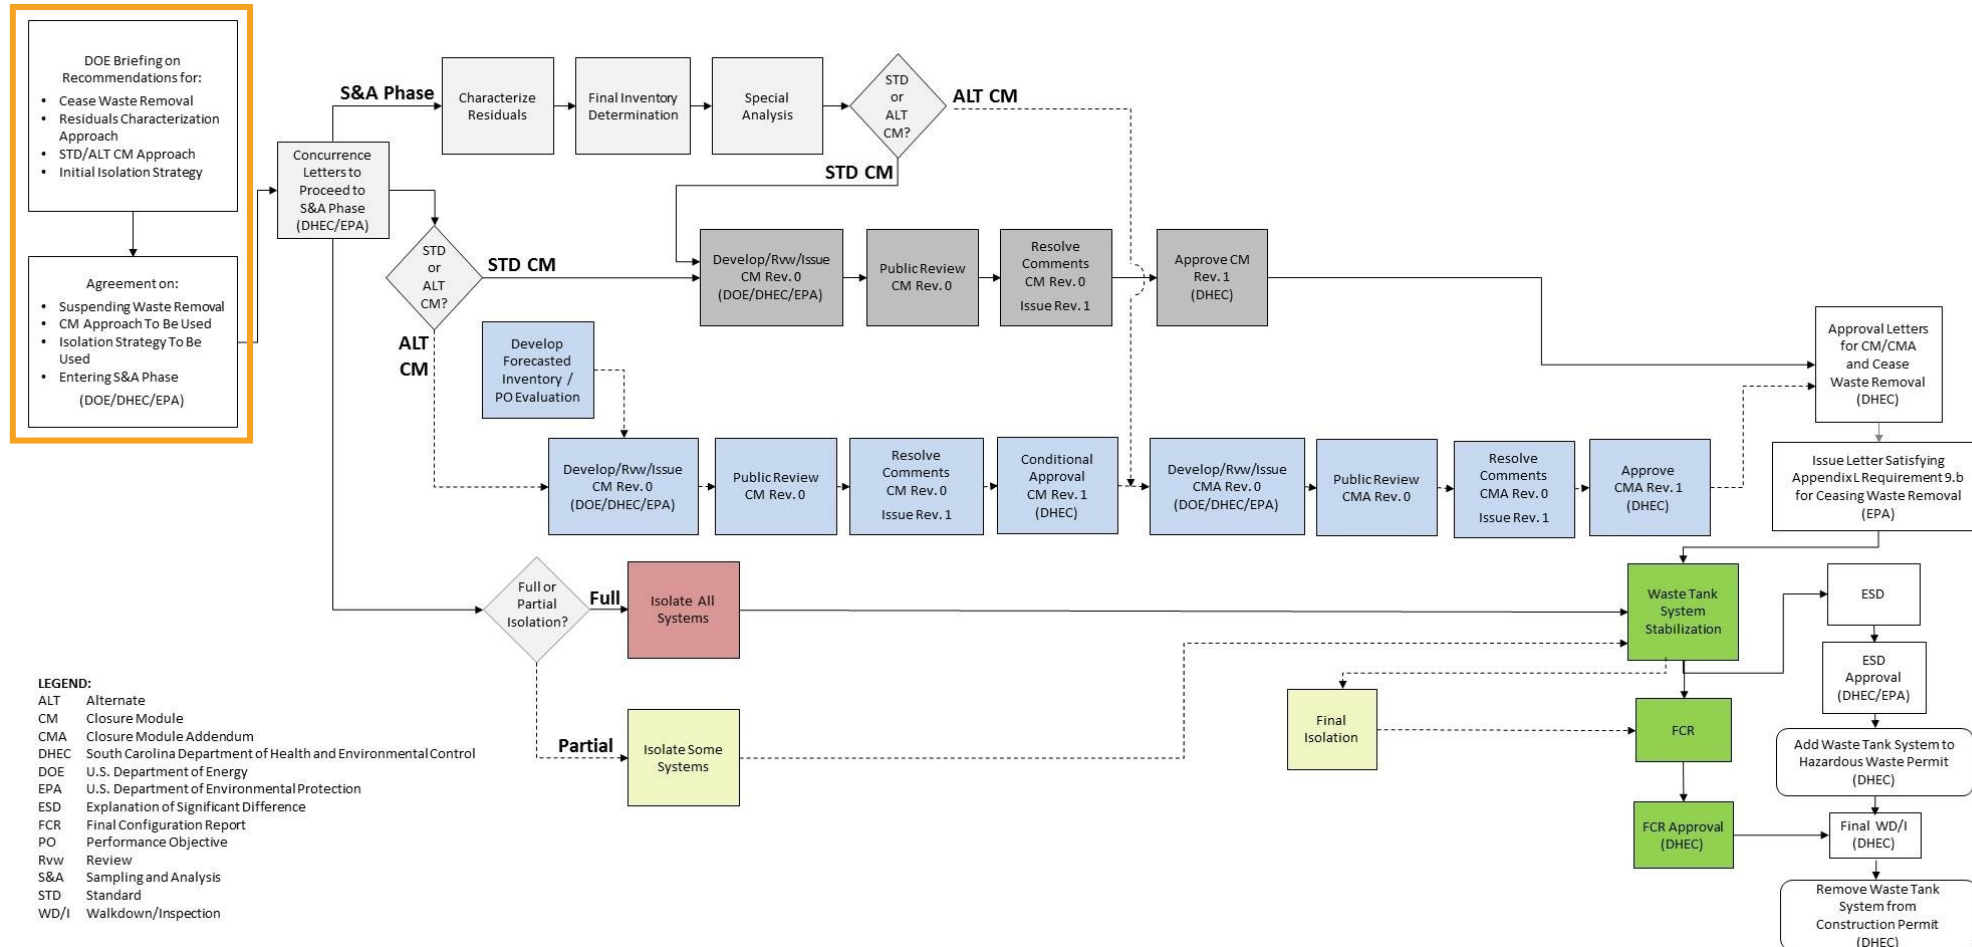 DOE Briefing on
Recommendations for:
• Cease Waste Removal
• Residuals Characterization
Approach
• STD/ALT CM Approach
• Initial Isolation Strategy
Agreement on:
• Suspending Waste Removal
• CM Approach To Be Used
• Isolation Strategy To Be
Used
• Entering S&A Phase
(DOE/DHEC/EPA)
Concurrence
Letters to
Proceed to
S&A Phase
(DHEC/EPA)
S&A Phase
Characterize
Residuals
Final Inventory
Determination
Special
Analysis
STD
or
ALT
CM?
ALT CM
STD CM
STD
or
ALT
CM?
STD CM
ALT
CM
Develop/Rvw/Issue
CM Rev. 0
(DOE/DHEC/EPA)
Public Review
CM Rev. 0
Resolve
Comments
CM Rev. 0
Issue Rev. 1
Approve CM
Rev. 1
(DHEC)
Approval Letters
for CM/CMA
and Cease
Waste Removal
(DHEC)
Develop
Forecasted
Inventory /
PO Evaluation
Develop/Rvw/Issue
CM Rev. 0
(DOE/DHEC/EPA)
Public Review
CM Rev. 0
Resolve
Comments
CM Rev. 0
Issue Rev. 1
Conditional
Approval
CM Rev. 1
(DHEC)
Develop/Rvw/Issue
CMA Rev. 0
(DOE/DHEC/EPA)
Public Review
CMA Rev. 0
Resolve
Comments
CMA Rev. 0
Issue Rev. 1
Approve
CMA Rev. 1
(DHEC)
Issue Letter Satisfying
Appendix L Requirement 9.b
for Ceasing Waste Removal
(EPA)
Full or
Partial
Isolation?
Full
Isolate All
Systems
Partial
Isolate Some
Systems
Waste Tank
System
Stabilization
Final
Isolation
FCR
FCR Approval
(DHEC)
ESD
ESD
Approval
(DHEC/EPA)
Add Waste Tank System to
Hazardous Waste Permit
(DHEC)
Final WD/I
(DHEC)
Remove Waste Tank
System from
Construction Permit
(DHEC)
LEGEND:
ALT Alternate
CM Closure Module
CMA Closure Module Addendum
DHEC South Carolina Department of Health and Environmental Control
DOE U.S. Department of Energy
EPA U.S. Department of Environmental Protection
ESD Explanation of Significant Difference
FCR Final Configuration Report
PO Performance Objective
Rvw Review
S&A Sampling and Analysis
STD Standard
WD/I Walkdown/Inspection